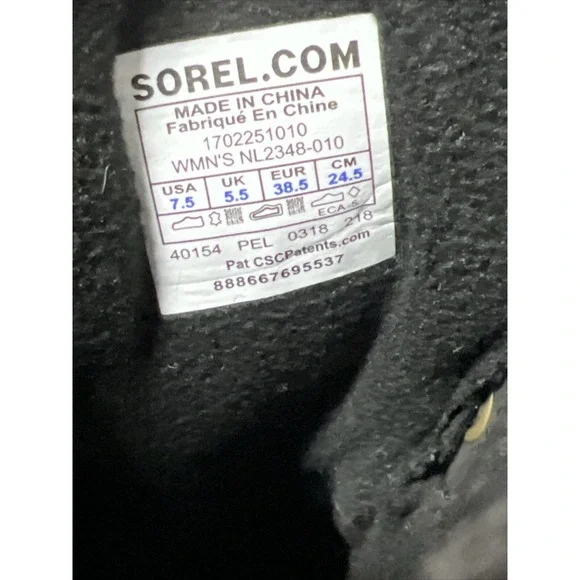 SOREL.COM
MADE IN CHINA
Fabriqué En Chine
1702251010
WMN'S NL2348-010
USA UK EUR CM
7.5 5.5 38.5 24.5
ECA-5
40154 PEL 0318 218
Pat CSCPatents.com
888667695537